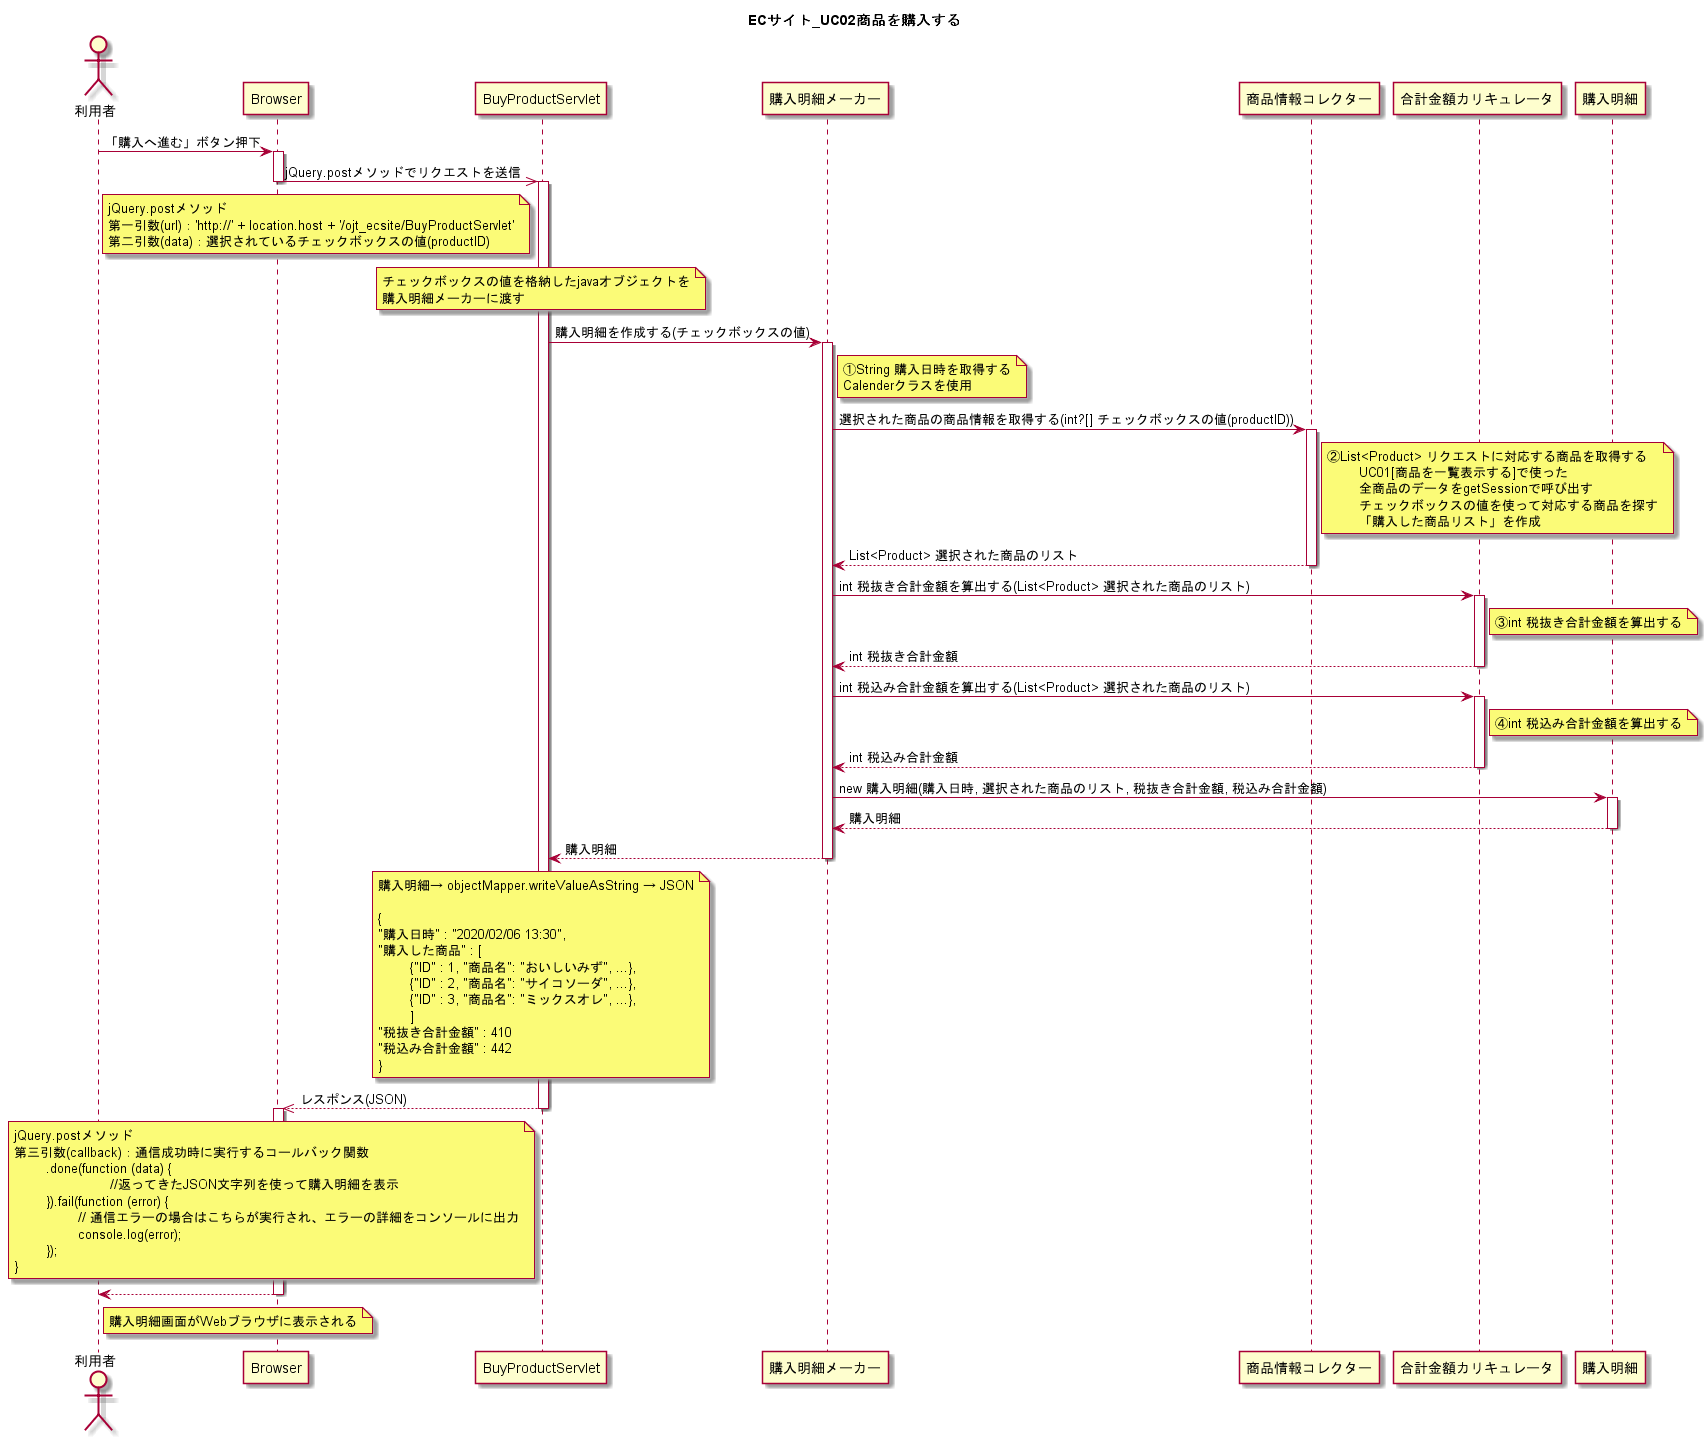 ECサイト_UC02商品を購入する
利用者
Browser
BuyProductServlet
購入明細メーカー
商品情報コレクター
合計金額カリキュレータ
購入明細
「購入へ進む」ボタン押下
jQuery.postメソッドでリクエストを送信
jQuery.postメソッド
第一引数(url) : 'http://' + location.host + '/ojt_ecsite/BuyProductServlet'
第二引数(data) : 選択されているチェックボックスの値(productID)
チェックボックスの値を格納したjavaオブジェクトを
購入明細メーカーに渡す
購入明細を作成する(チェックボックスの値)
①String 購入日時を取得する
Calenderクラスを使用
選択された商品の商品情報を取得する(int?[] チェックボックスの値(productID))
②List<Product> リクエストに対応する商品を取得する
UC01[商品を一覧表示する]で使った
全商品のデータをgetSessionで呼び出す
チェックボックスの値を使って対応する商品を探す
「購入した商品リスト」を作成
List<Product> 選択された商品のリスト
int 税抜き合計金額を算出する(List<Product> 選択された商品のリスト)
③int 税抜き合計金額を算出する
int 税抜き合計金額
int 税込み合計金額を算出する(List<Product> 選択された商品のリスト)
④int 税込み合計金額を算出する
int 税込み合計金額
new 購入明細(購入日時, 選択された商品のリスト, 税抜き合計金額, 税込み合計金額)
購入明細
購入明細
購入明細→ objectMapper.writeValueAsString → JSON
{
"購入日時" : "2020/02/06 13:30",
"購入した商品" : [
{"ID" : 1, "商品名": "おいしいみず", ...},
{"ID" : 2, "商品名": "サイコソーダ", ...},
{"ID" : 3, "商品名": "ミックスオレ", ...},
]
"税抜き合計金額" : 410
"税込み合計金額" : 442
}
レスポンス(JSON)
jQuery.postメソッド
第三引数(callback) : 通信成功時に実行するコールバック関数
.done(function (data) {
//返ってきたJSON文字列を使って購入明細を表示
}).fail(function (error) {
// 通信エラーの場合はこちらが実行され、エラーの詳細をコンソールに出力
console.log(error);
});
}
購入明細画面がWebブラウザに表示される
利用者
Browser
BuyProductServlet
購入明細メーカー
商品情報コレクター
合計金額カリキュレータ
購入明細